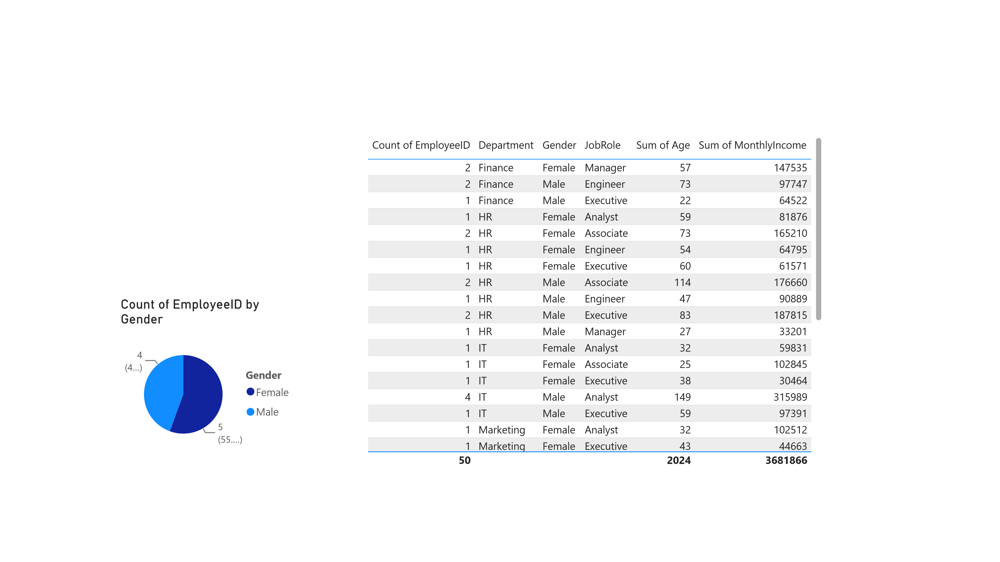 Count of EmployeeID by
Gender
4
(4...)
5
(55....)
Gender
Female
Male
Count of EmployeeID Department Gender JobRole Sum of Age Sum of MonthlyIncome
2 Finance Female Manager 57 147535
2 Finance Male Engineer 73 97747
1 Finance Male Executive 22 64522
1 HR Female Analyst 59 81876
2 HR Female Associate 73 165210
1 HR Female Engineer 54 64795
1 HR Female Executive 60 61571
2 HR Male Associate 114 176660
1 HR Male Engineer 47 90889
2 HR Male Executive 83 187815
1 HR Male Manager 27 33201
1 IT Female Analyst 32 59831
1 IT Female Associate 25 102845
1 IT Female Executive 38 30464
4 IT Male Analyst 149 315989
1 IT Male Executive 59 97391
1 Marketing Female Analyst 32 102512
1 Marketing Female Executive 43 44663
50 2024 3681866